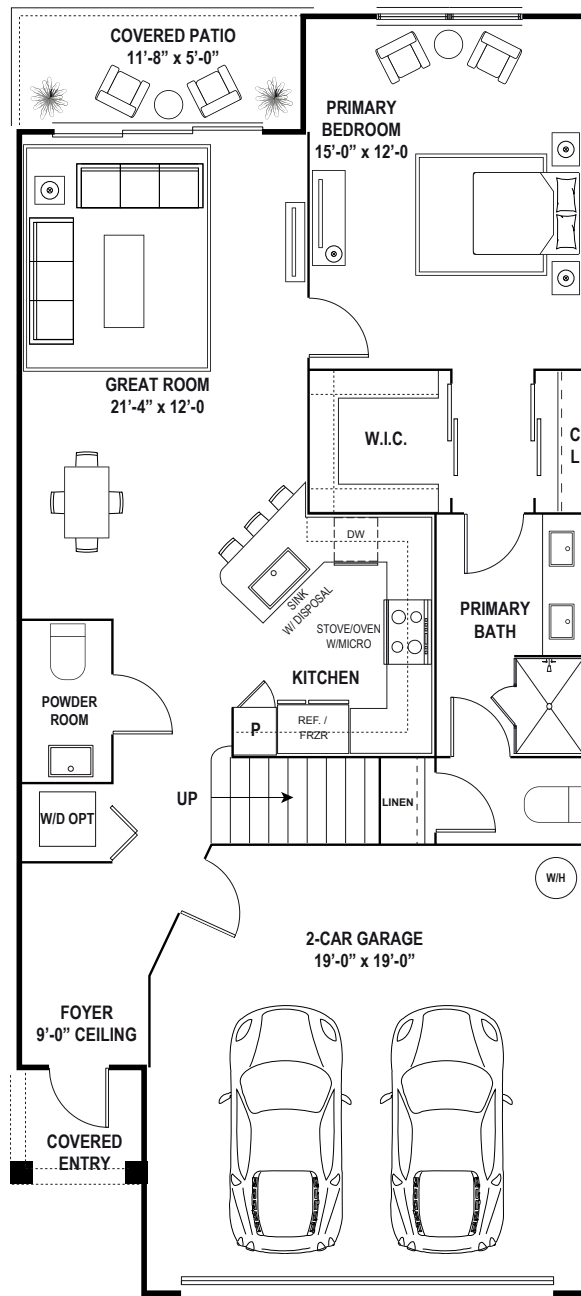 COVERED PATIO
11'-8” x 5'-0”
PRIMARY
BEDROOM
15'-0” x 12'-0
GREAT ROOM
21'-4” x 12'-0
W.I.C.
C
L
DW
SINK
W/ DISPOSAL
STOVE/OVEN
W/MICRO
PRIMARY
BATH
KITCHEN
POWDER
ROOM
P
REF. /
FRZR
UP
LINEN
W/D OPT
W/H
2-CAR GARAGE
19'-0” x 19'-0”
FOYER
9'-0” CEILING
COVERED
ENTRY